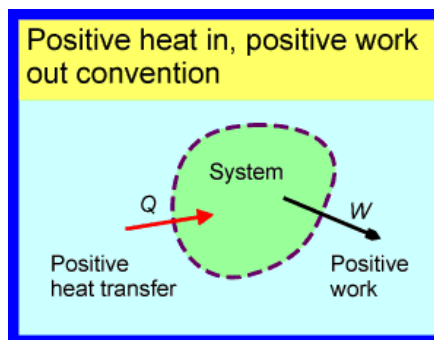 Positive heat in, positive work
out convention
System
Q
W
Positive
heat transfer
Positive
work